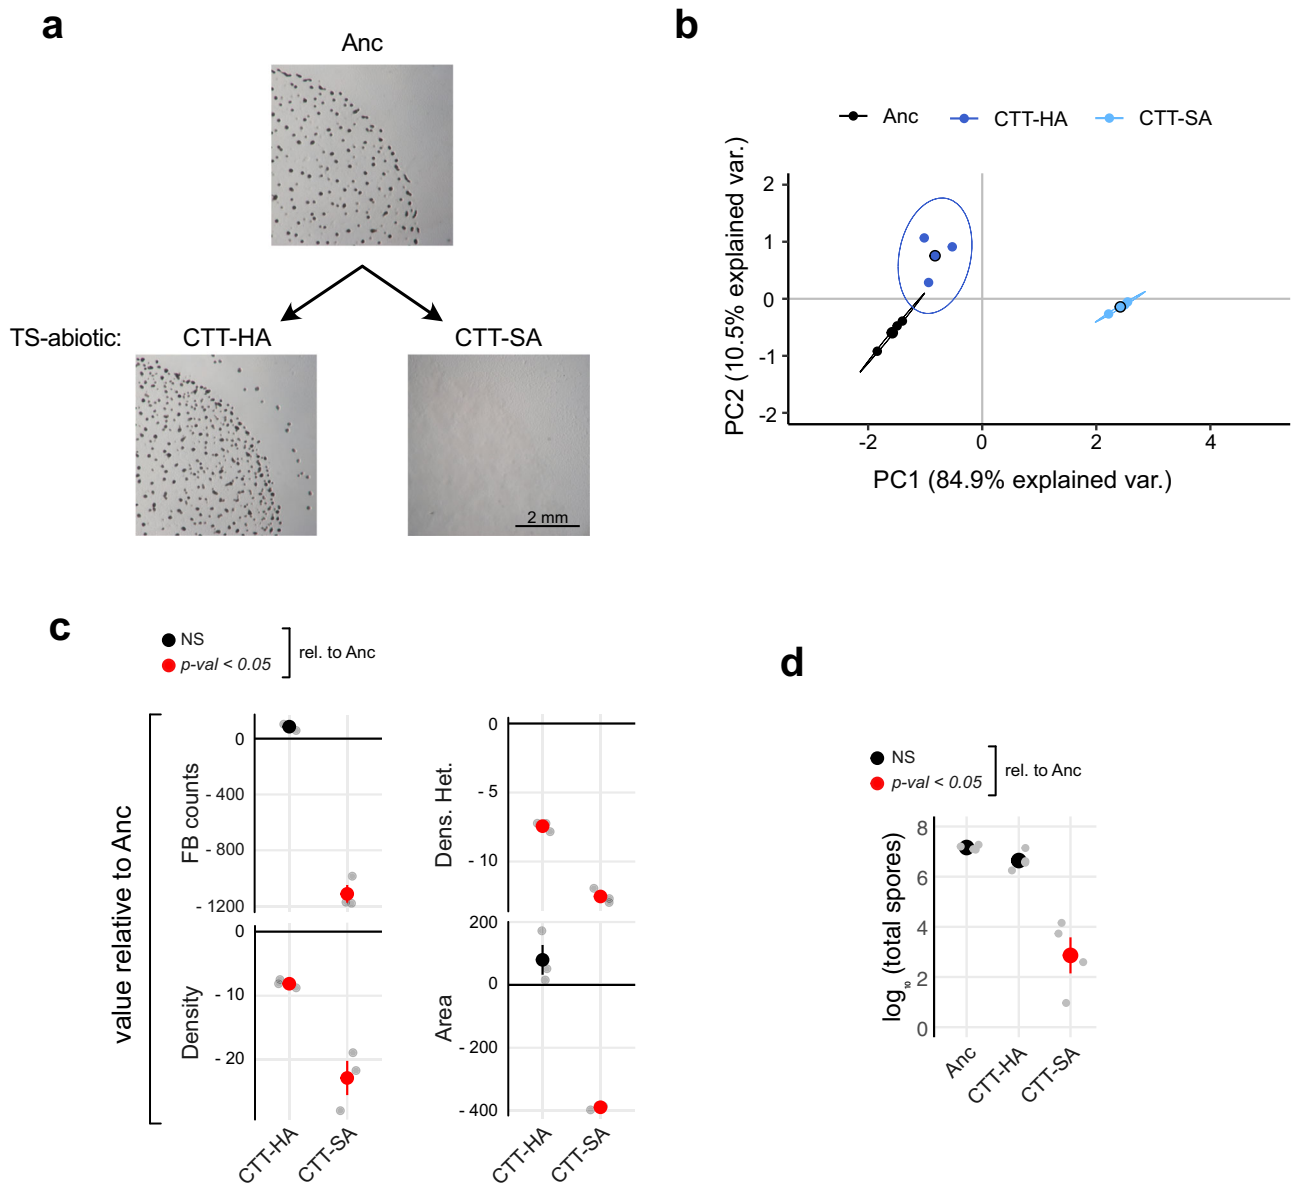 a
Anc
TS-abiotic:
CTT-HA
CTT-SA
2 mm
b
Anc
CTT-HA
CTT-SA
PC2 (10.5% explained var.)
2
1
0
-1
-2
-2
0
2
4
PC1 (84.9% explained var.)
c
NS
p-val < 0.05
rel. to Anc
value relative to Anc
FB counts
0
- 400
- 800
- 1200
Dens. Het.
0
- 5
- 10
Density
0
- 10
- 20
Area
200
0
- 200
- 400
CTT-HA
CTT-SA
CTT-HA
CTT-SA
d
NS
p-val < 0.05
rel. to Anc
log₁₀ (total spores)
8
6
4
2
0
Anc
CTT-HA
CTT-SA